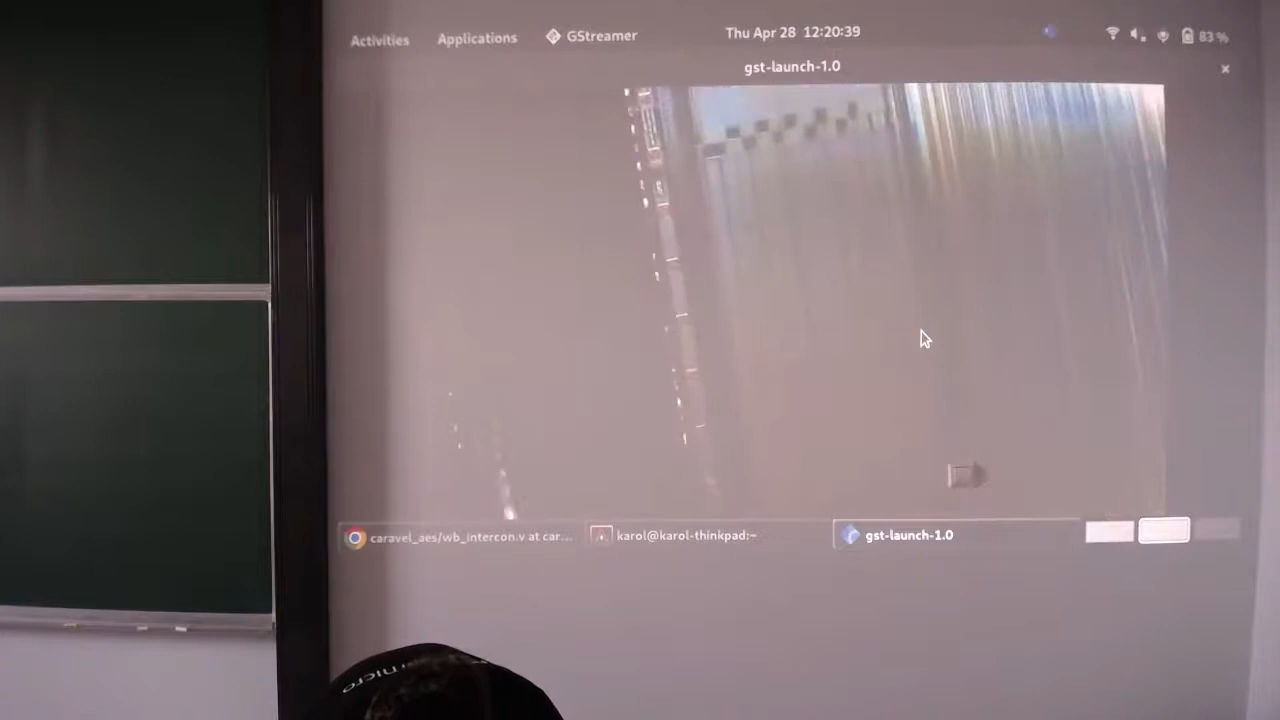 Activities Applications GStreamer Thu Apr 28 12:20:39 83 %
gst-launch-1.0
caravel_aes/wb_intercon.v at car... karol@karol-thinkpad:~ gst-launch-1.0